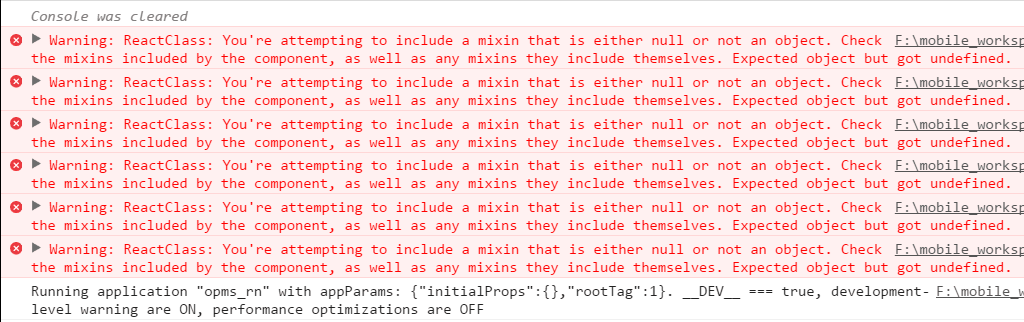 Console was cleared
Warning: ReactClass: You're attempting to include a mixin that is either null or not an object. Check F:\mobile_worksp
the mixins included by the component, as well as any mixins they include themselves. Expected object but got undefined.
Warning: ReactClass: You're attempting to include a mixin that is either null or not an object. Check F:\mobile_worksp
the mixins included by the component, as well as any mixins they include themselves. Expected object but got undefined.
Warning: ReactClass: You're attempting to include a mixin that is either null or not an object. Check F:\mobile_worksp
the mixins included by the component, as well as any mixins they include themselves. Expected object but got undefined.
Warning: ReactClass: You're attempting to include a mixin that is either null or not an object. Check F:\mobile_worksp
the mixins included by the component, as well as any mixins they include themselves. Expected object but got undefined.
Warning: ReactClass: You're attempting to include a mixin that is either null or not an object. Check F:\mobile_worksp
the mixins included by the component, as well as any mixins they include themselves. Expected object but got undefined.
Warning: ReactClass: You're attempting to include a mixin that is either null or not an object. Check F:\mobile_worksp
the mixins included by the component, as well as any mixins they include themselves. Expected object but got undefined.
Running application "opms_rn" with appParams: {"initialProps":{},"rootTag":1}. __DEV__ === true, development- F:\mobile_w
level warning are ON, performance optimizations are OFF